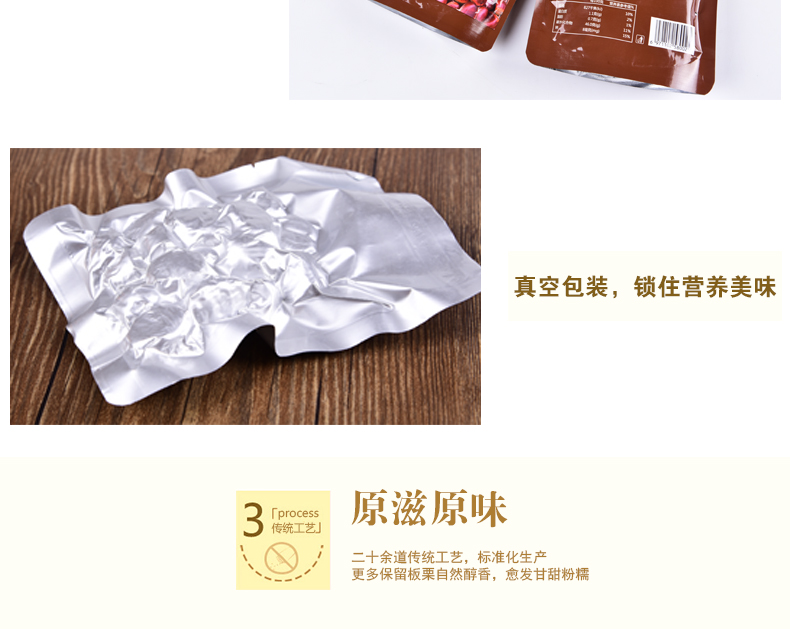 真空包装，锁住营养美味
3
「process
传统工艺」
原滋原味
二十余道传统工艺，标准化生产
更多保留板栗自然醇香，愈发甘甜粉糯